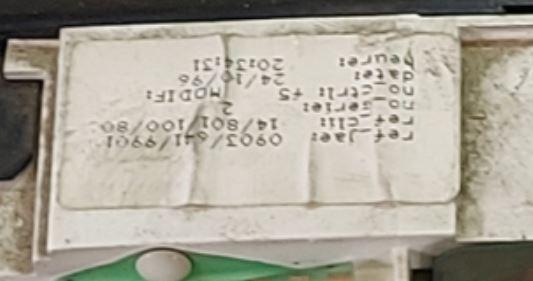 ref_Jae: 0903/641/9901
ref_cli: 14/801/100/80
no_serie: 2
no_ctrl: +5 MODIF:
date: 24/10/96
heure: 20:34:31